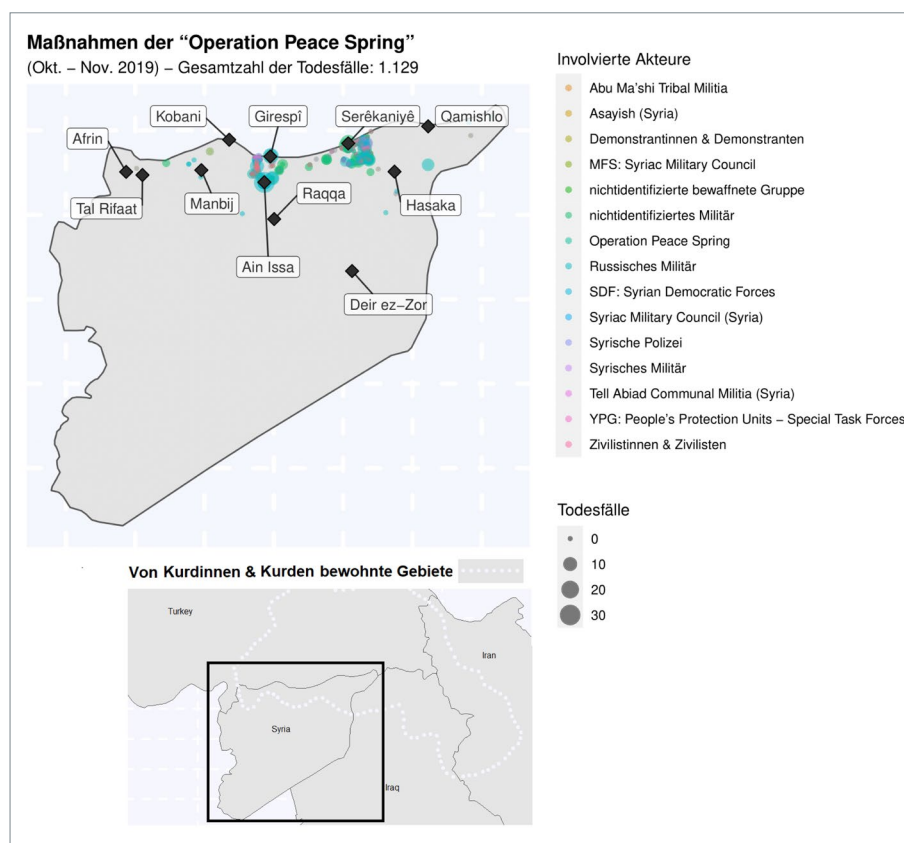 Maßnahmen der “Operation Peace Spring”
(Okt. – Nov. 2019) – Gesamtzahl der Todesfälle: 1.129
Kobani
Girespî
Serêkaniyê
Qamishlo
Afrin
Tal Rifaat
Manbij
Raqqa
Hasaka
Ain Issa
Deir ez–Zor
Involvierte Akteure
Abu Ma’shi Tribal Militia
Asayish (Syria)
Demonstrantinnen & Demonstranten
MFS: Syriac Military Council
nichtidentifizierte bewaffnete Gruppe
nichtidentifiziertes Militär
Operation Peace Spring
Russisches Militär
SDF: Syrian Democratic Forces
Syriac Military Council (Syria)
Syrische Polizei
Syrisches Militär
Tell Abiad Communal Militia (Syria)
YPG: People’s Protection Units – Special Task Forces
Zivilistinnen & Zivilisten
Todesfälle
0
10
20
30
Von Kurdinnen & Kurden bewohnte Gebiete
Turkey
Iran
Syria
Iraq